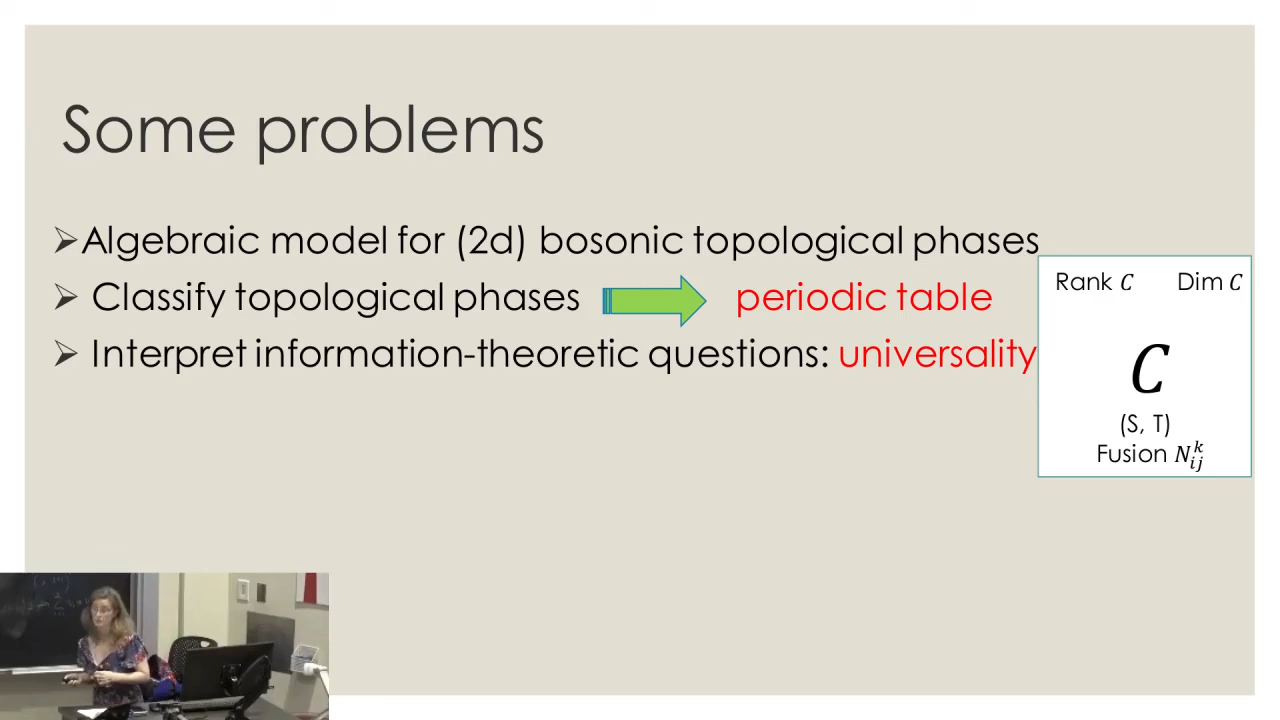 Some problems
➢Algebraic model for (2d) bosonic topological phases
➢ Classify topological phases periodic table
➢ Interpret information-theoretic questions: universality
Rank C Dim C
C
(S, T)
Fusion N_{ij}^k